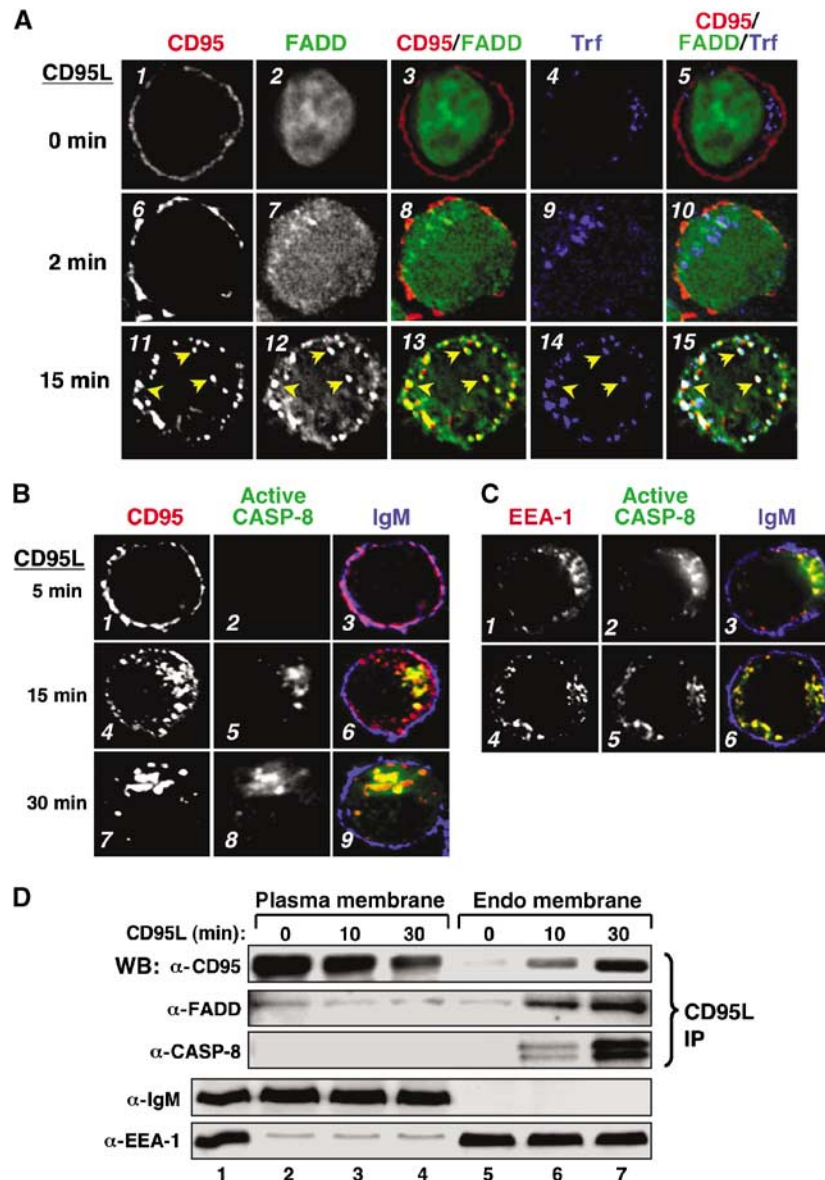 A
CD95 FADD CD95/FADD Trf CD95/FADD/Trf
CD95L
0 min 1 2 3 4 5
2 min 6 7 8 9 10
15 min 11 12 13 14 15
B
CD95 Active CASP-8 IgM
CD95L
5 min 1 2 3
15 min 4 5 6
30 min 7 8 9
C
EEA-1 Active CASP-8 IgM
1 2 3
4 5 6
D
Plasma membrane Endo membrane
CD95L (min): 0 10 30 0 10 30
WB: α-CD95
α-FADD
α-CASP-8
CD95L IP
α-IgM
α-EEA-1
1 2 3 4 5 6 7